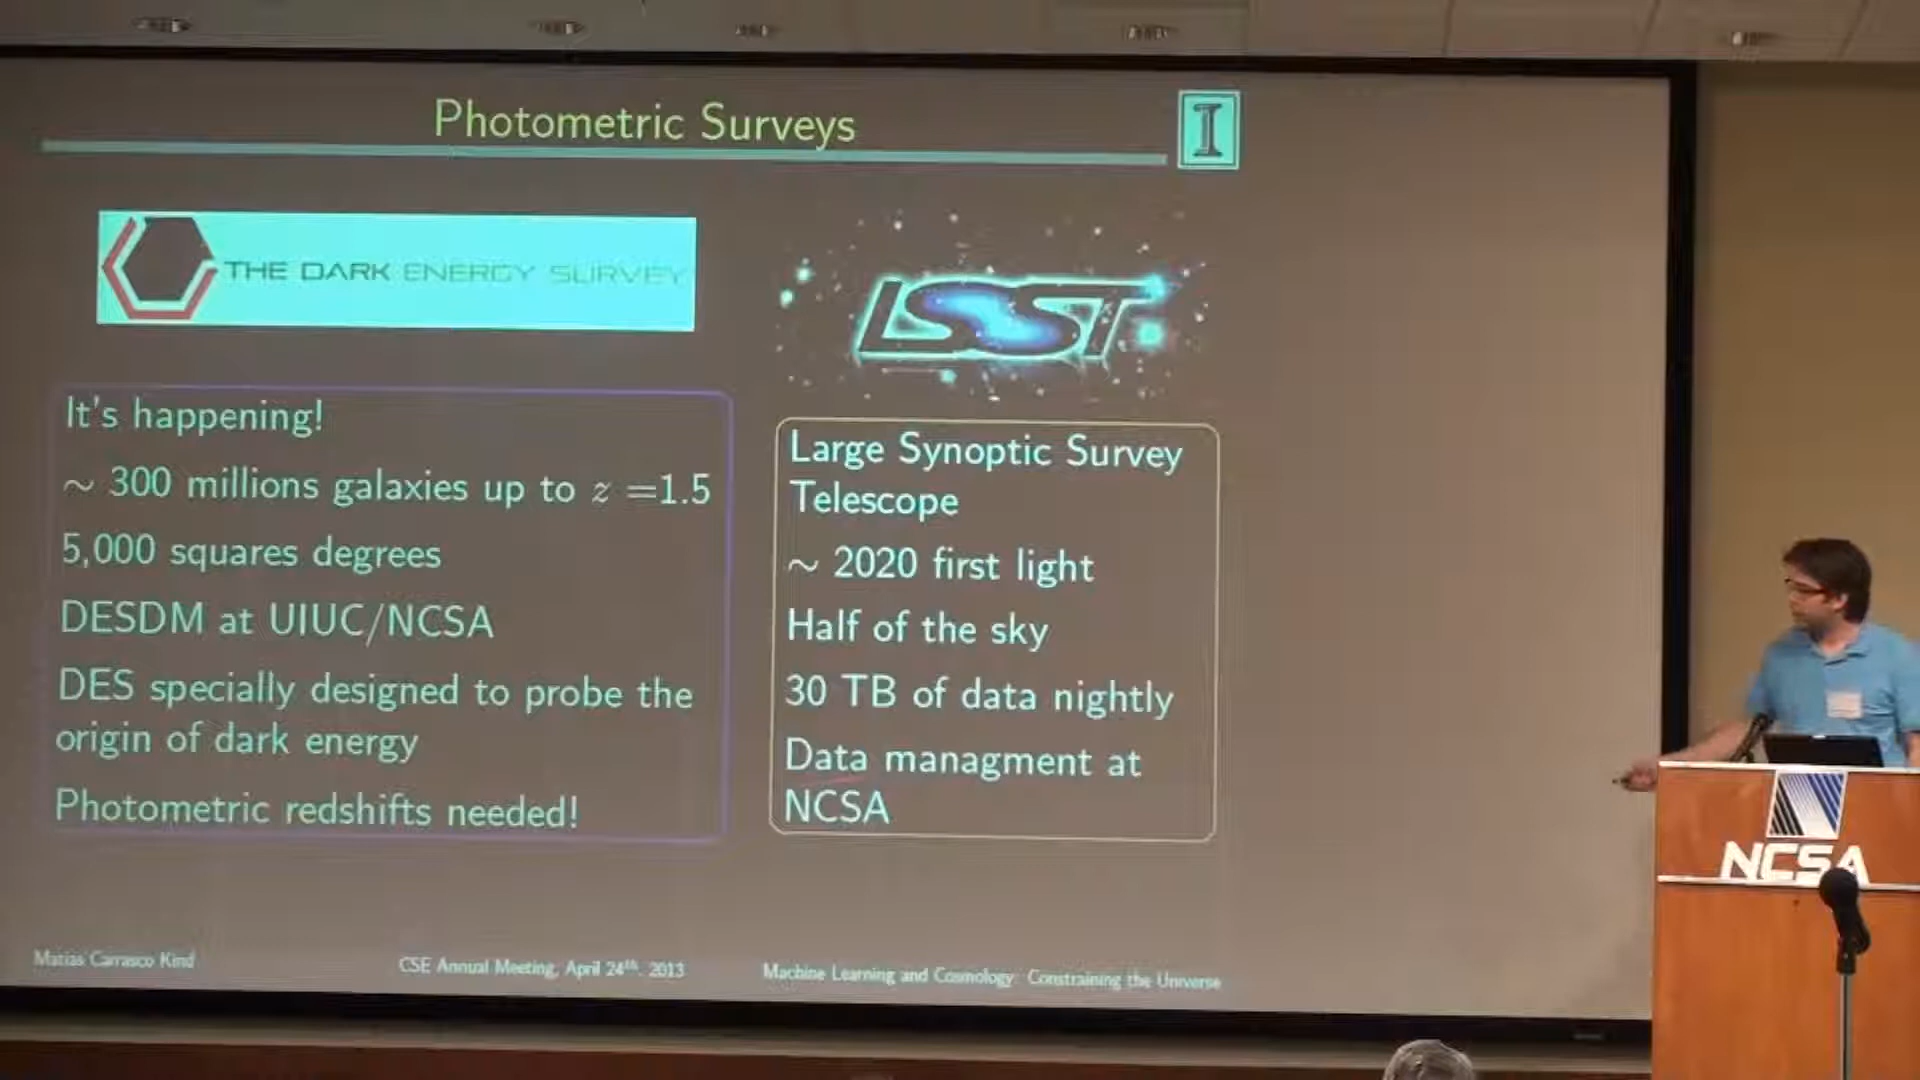 Photometric Surveys
I
THE DARK ENERGY SURVEY
It's happening!
~ 300 millions galaxies up to z =1.5
5,000 squares degrees
DESDM at UIUC/NCSA
DES specially designed to probe the
origin of dark energy
Photometric redshifts needed!
LSST
Large Synoptic Survey
Telescope
~ 2020 first light
Half of the sky
30 TB of data nightly
Data managment at
NCSA
Matias Carrasco Kind
CSE Annual Meeting, April 24th. 2013
Machine Learning and Cosmology: Constraining the Universe
NCSA